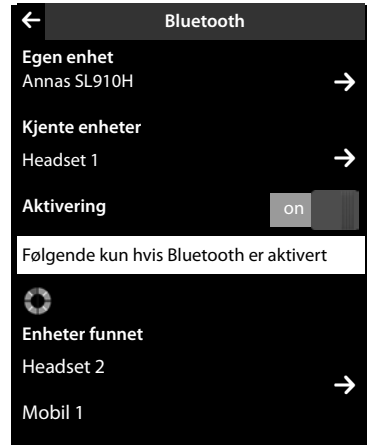 Bluetooth
Egen enhet
Annas SL910H
Kjente enheter
Headset 1
Aktivering
on
Følgende kun hvis Bluetooth er aktivert
Enheter funnet
Headset 2
Mobil 1